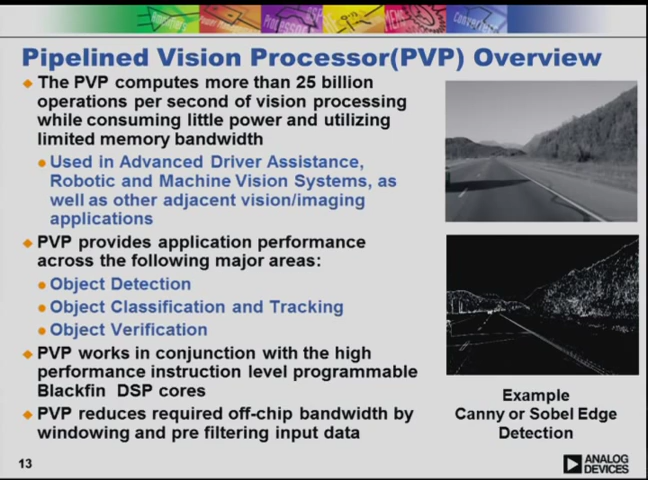 Pipelined Vision Processor(PVP) Overview
The PVP computes more than 25 billion
operations per second of vision processing
while consuming little power and utilizing
limited memory bandwidth
Used in Advanced Driver Assistance,
Robotic and Machine Vision Systems, as
well as other adjacent vision/imaging
applications
PVP provides application performance
across the following major areas:
Object Detection
Object Classification and Tracking
Object Verification
PVP works in conjunction with the high
performance instruction level programmable
Blackfin DSP cores
PVP reduces required off-chip bandwidth by
windowing and pre filtering input data
Example
Canny or Sobel Edge
Detection
13
ANALOG
DEVICES